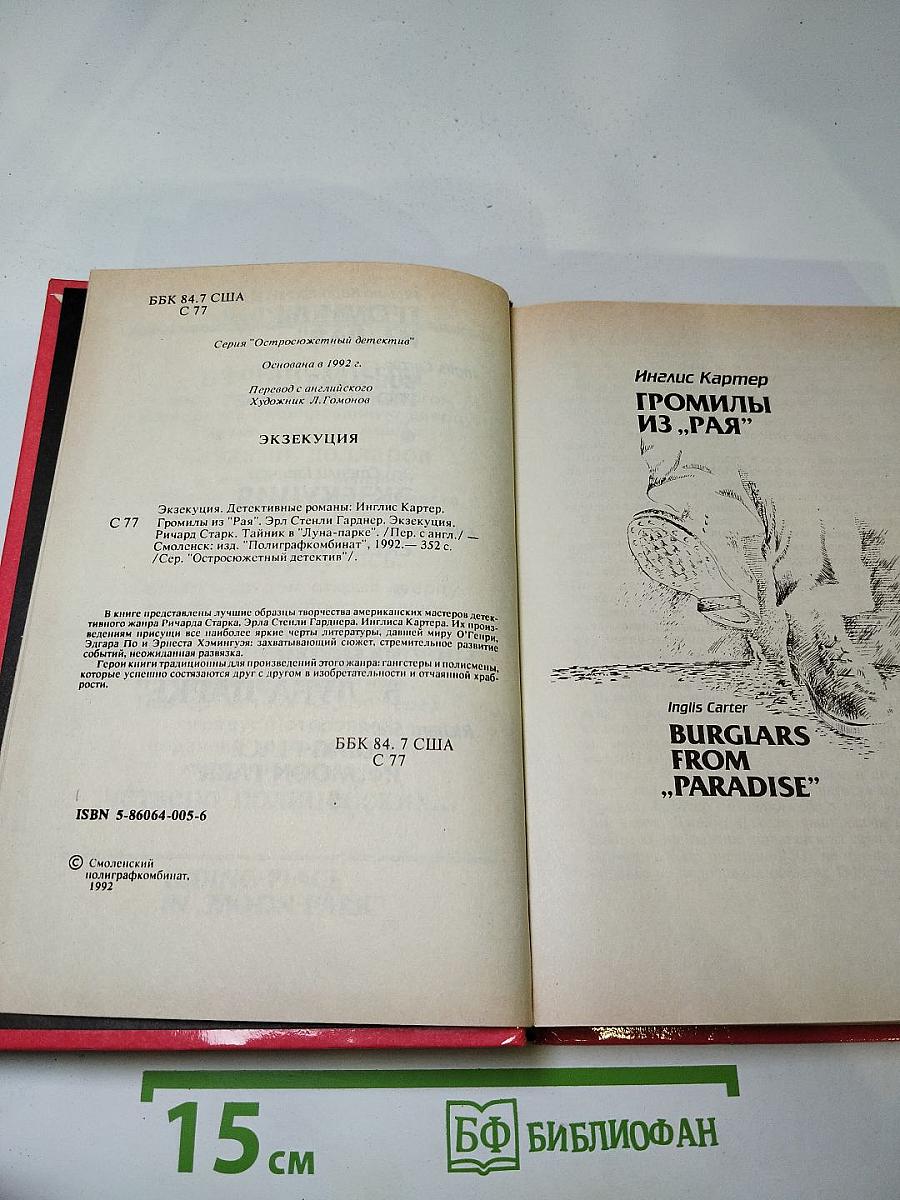 ББК 84.7 США
С 77
Серия "Остросюжетный детектив"
Основана в 1992 г.
Перевод с английского
Художник Л.Гомонов
ЭКЗЕКУЦИЯ
Экзекуция. Детективные романы: Инглис Картер.
С 77 Громилы из "Рая". Эрл Стенли Гарднер. Экзекуция.
Ричард Старк. Тайник в "Луна-парке". /Пер. с англ./ —
Смоленск: изд. "Полиграфкомбинат", 1992.— 352 с.
/Сер. "Остросюжетный детектив"/.
В книге представлены лучшие образцы творчества американских мастеров детек-
тивного жанра Ричарда Старка, Эрла Стенли Гарднера, Инглиса Картера. Их произ-
ведениям присущи все наиболее яркие черты литературы, давшей миру О'Генри,
Эдгара По и Эрнеста Хэмингуэя: захватывающий сюжет, стремительное развитие
событий, неожиданная развязка.
Герои книги традиционны для произведений этого жанра: гангстеры и полисмены,
которые успешно состязаются друг с другом в изобретательности и отчаянной храб-
рости.
ББК 84. 7 США
С 77
ISBN 5-86064-005-6
© Смоленский
полиграфкомбинат.
1992
Инглис Картер
ГРОМИЛЫ
ИЗ „РАЯ”
Inglis Carter
BURGLARS
FROM
„PARADISE”
15 см
БФ БИБЛИОФАН